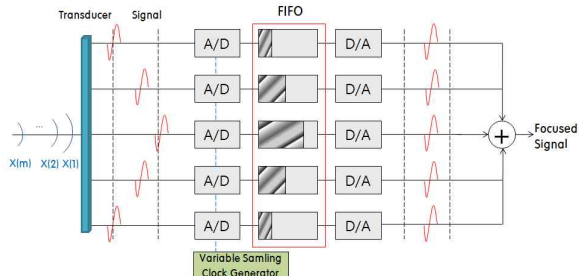 FIFO
Transducer Signal
A/D D/A
A/D D/A
X(m) ... X(2) X(1) A/D D/A + Focused
Signal
A/D D/A
A/D D/A
Variable Samling
Clock Generator